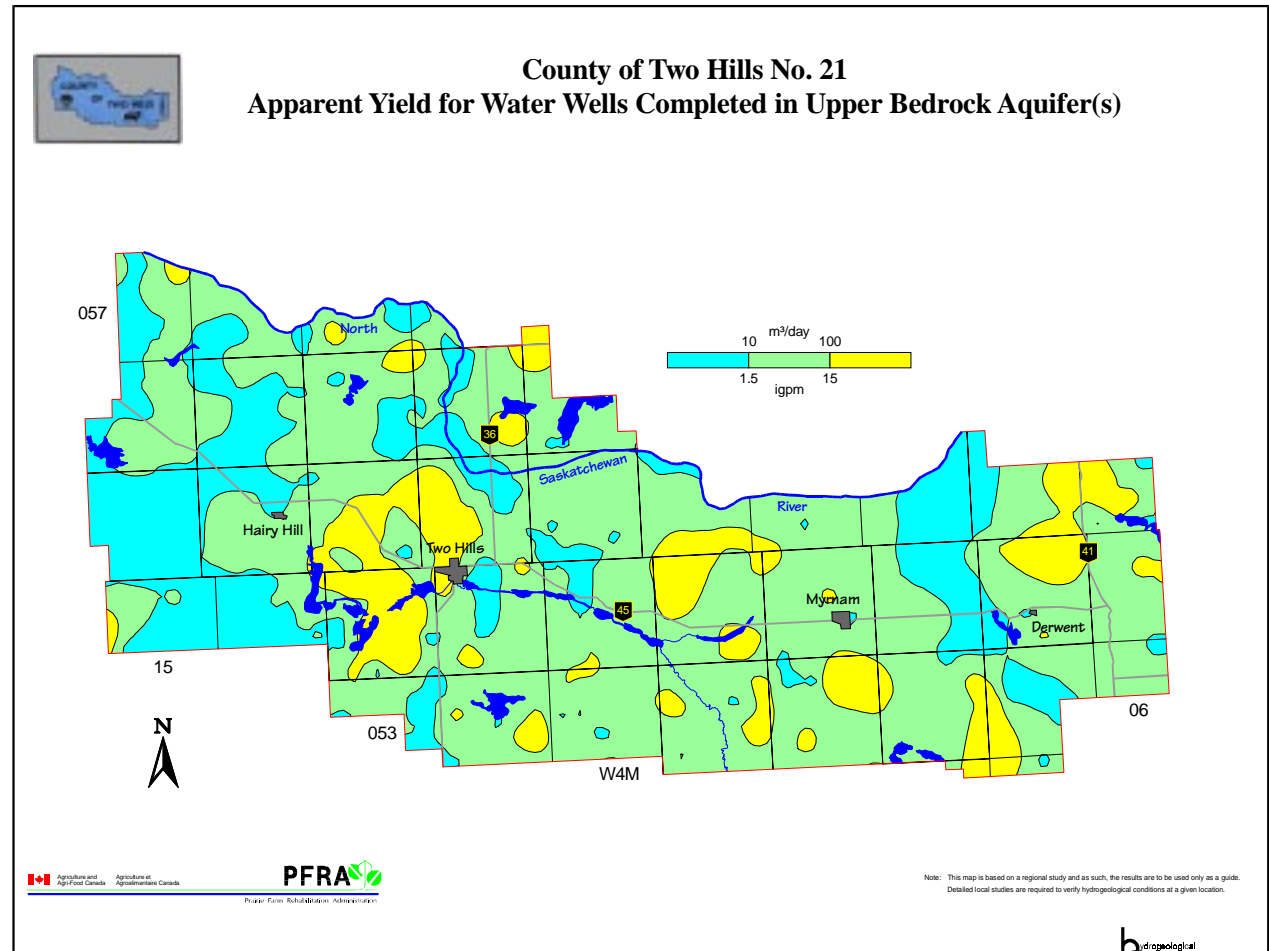 COUNTY
OF TWO HILLS
County of Two Hills No. 21
Apparent Yield for Water Wells Completed in Upper Bedrock Aquifer(s)
057
North
m³/day
10 100
1.5 15
igpm
36
Saskatchewan
River
Hairy Hill
Two Hills
41
45
Myrnam
Derwent
15
06
053
N
W4M
Agriculture and Agri-Food Canada
Agriculture et Agroalimentaire Canada
PFRA
Prairie Farm Rehabilitation Administration
Note: This map is based on a regional study and as such, the results are to be used only as a guide.
Detailed local studies are required to verify hydrogeological conditions at a given location.
hydrogeological